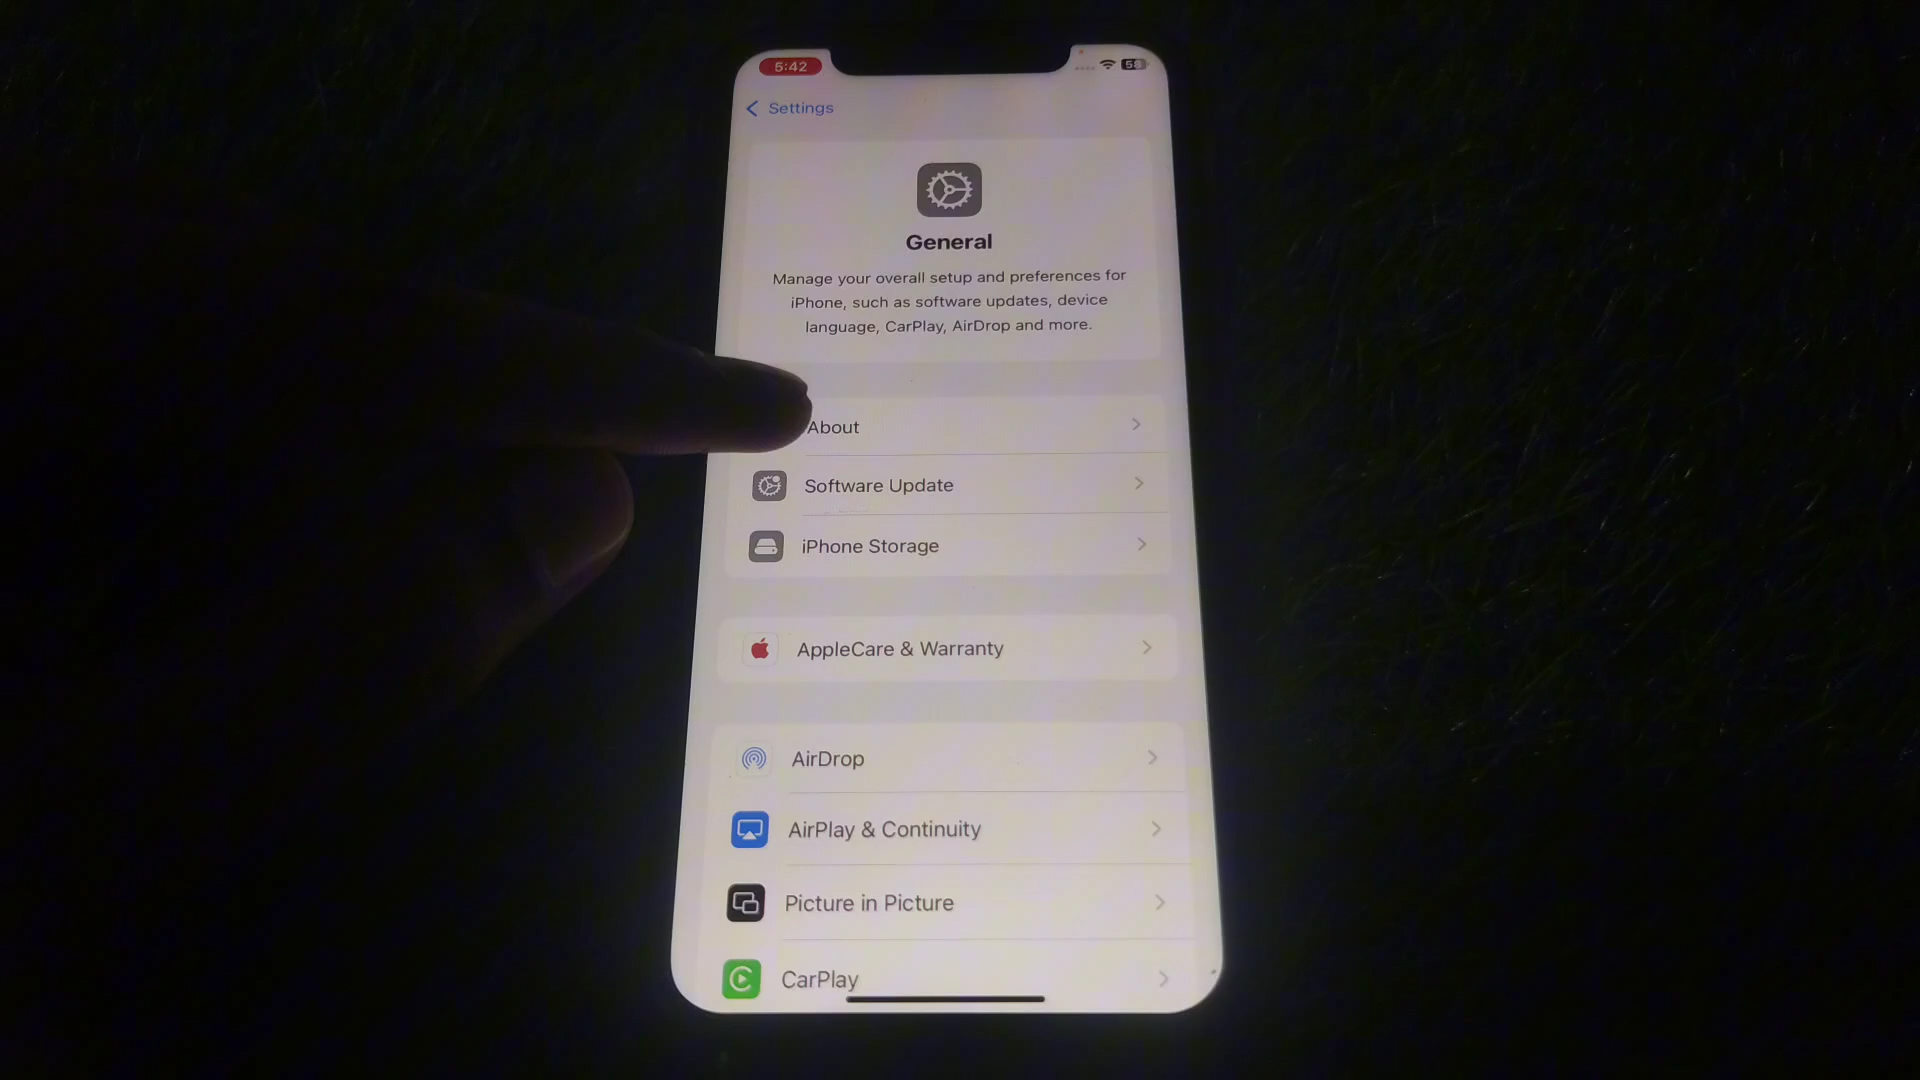 5:42
58
Settings
General
Manage your overall setup and preferences for
iPhone, such as software updates, device
language, CarPlay, AirDrop and more.
About
Software Update
iPhone Storage
AppleCare & Warranty
AirDrop
AirPlay & Continuity
Picture in Picture
CarPlay